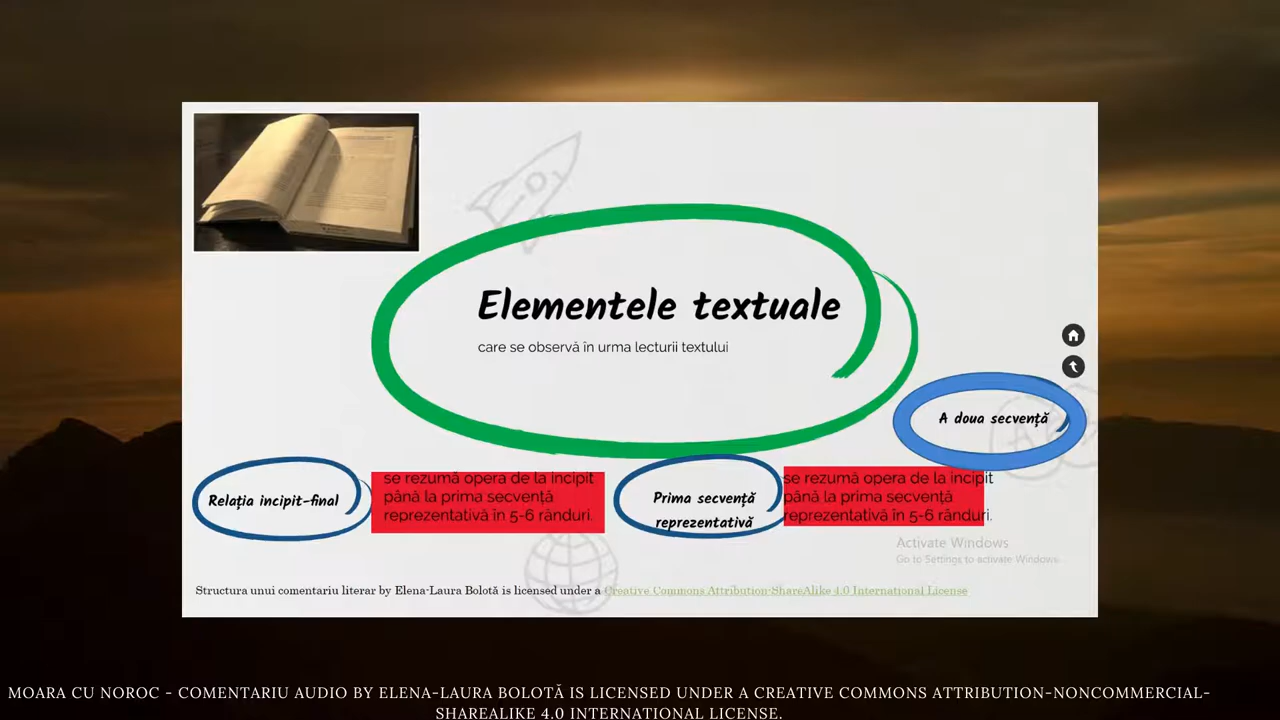 Elementele textuale
care se observă în urma lecturii textului
A doua secvență
Relația incipit-final
se rezumă opera de la incipit
până la prima secvență
reprezentativă în 5-6 rânduri.
Prima secvență
reprezentativă
se rezumă opera de la incipit
până la prima secvență
reprezentativă în 5-6 rânduri.
Activate Windows
Go to Settings to activate Windows.
Structura unui comentariu literar by Elena-Laura Bolotă is licensed under a Creative Commons Attribution-ShareAlike 4.0 International License
MOARA CU NOROC - COMENTARIU AUDIO BY ELENA-LAURA BOLOTĂ IS LICENSED UNDER A CREATIVE COMMONS ATTRIBUTION-NONCOMMERCIAL-
SHAREALIKE 4.0 INTERNATIONAL LICENSE.